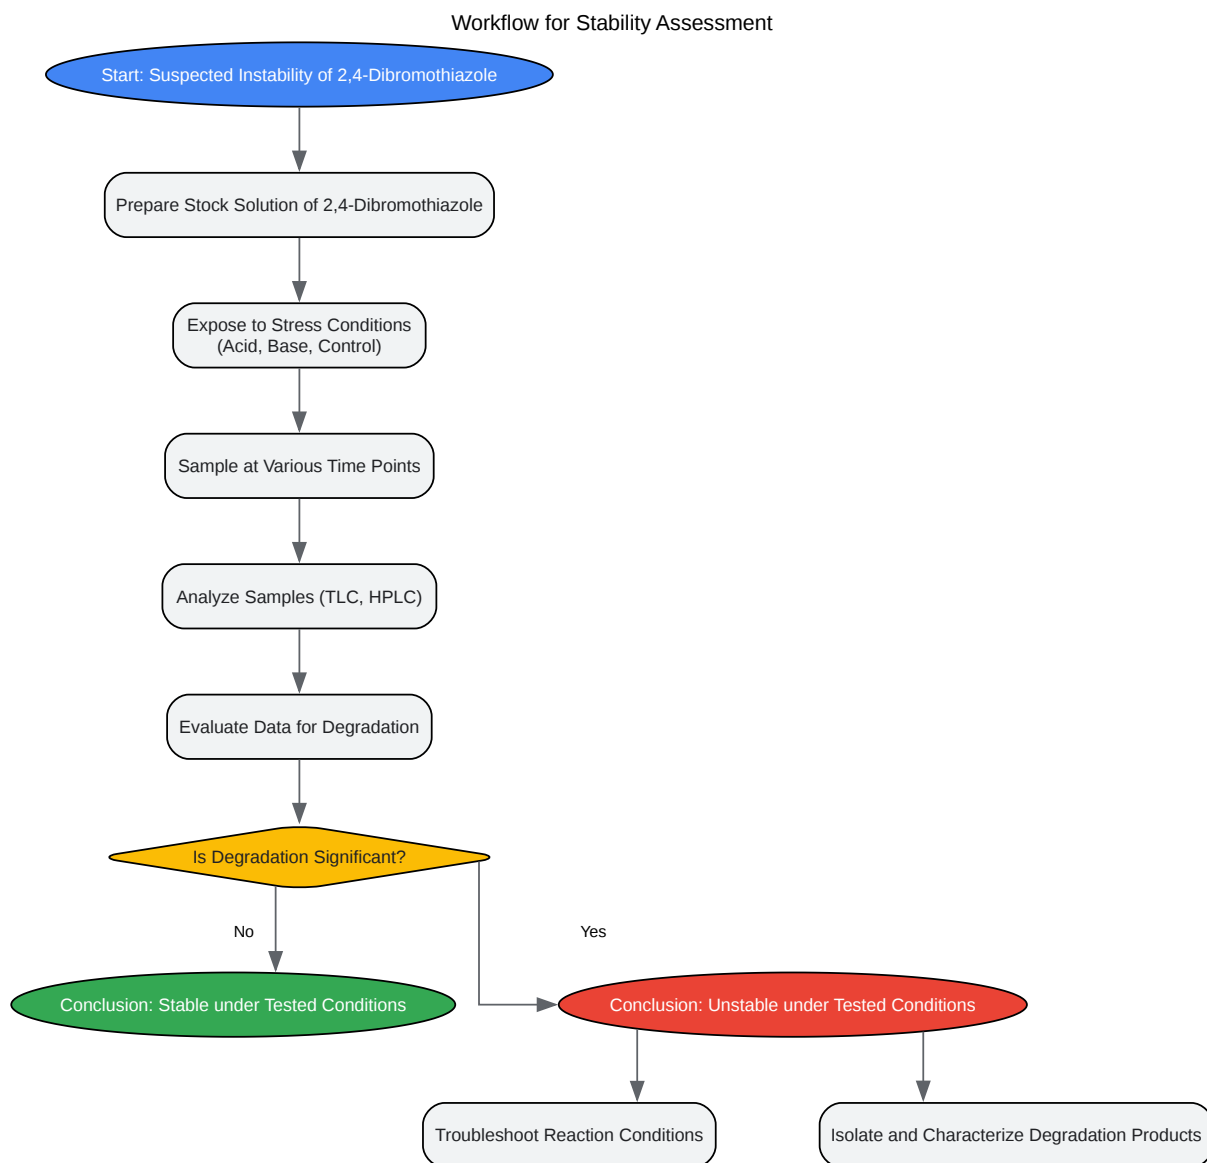 Workflow for Stability Assessment
Start: Suspected Instability of 2,4-Dibromothiazole
Prepare Stock Solution of 2,4-Dibromothiazole
Expose to Stress Conditions
(Acid, Base, Control)
Sample at Various Time Points
Analyze Samples (TLC, HPLC)
Evaluate Data for Degradation
Is Degradation Significant?
No
Yes
Conclusion: Stable under Tested Conditions
Conclusion: Unstable under Tested Conditions
Troubleshoot Reaction Conditions
Isolate and Characterize Degradation Products